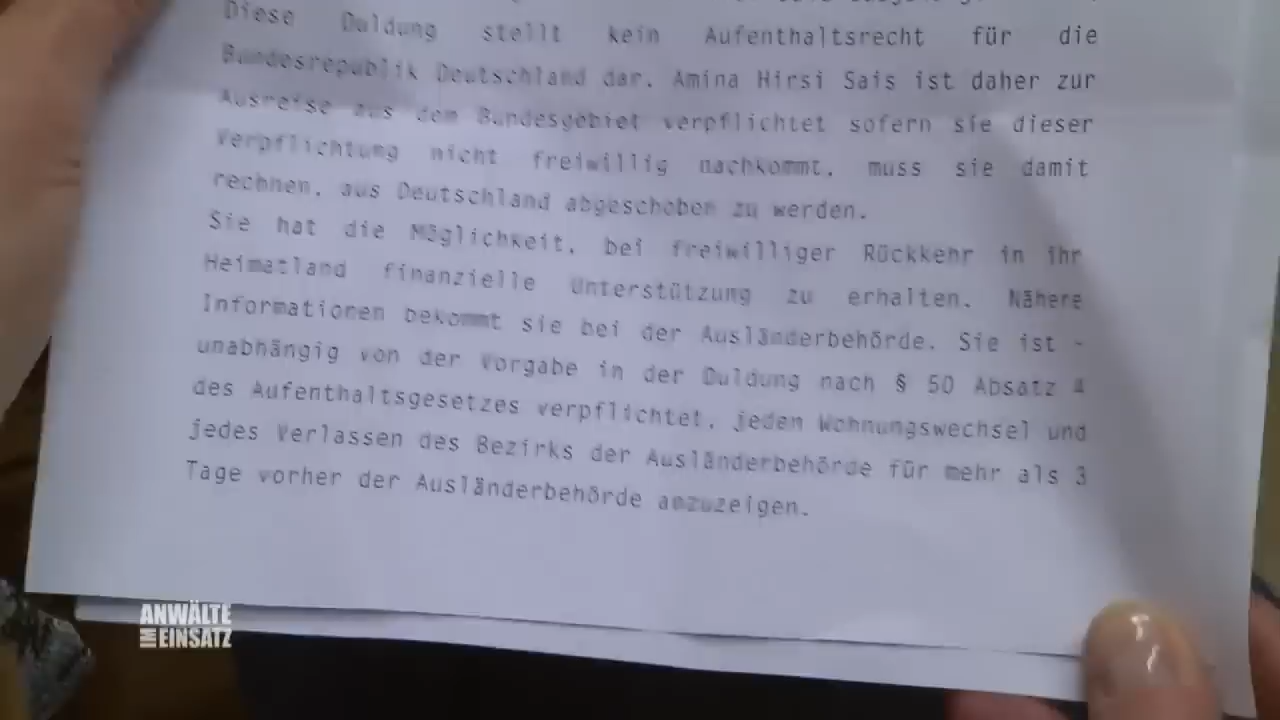 Diese Duldung stellt kein Aufenthaltsrecht für die
Bundesrepublik Deutschland dar. Amina Hirsi Sais ist daher zur
Ausreise aus dem Bundesgebiet verpflichtet sofern sie dieser
Verpflichtung nicht freiwillig nachkommt, muss sie damit
rechnen, aus Deutschland abgeschoben zu werden.
Sie hat die Möglichkeit, bei freiwilliger Rückkehr in ihr
Heimatland finanzielle Unterstützung zu erhalten. Nähere
Informationen bekommt sie bei der Ausländerbehörde. Sie ist -
unabhängig von der Vorgabe in der Duldung nach § 50 Absatz 4
des Aufenthaltsgesetzes verpflichtet, jeden Wohnungswechsel und
jedes Verlassen des Bezirks der Ausländerbehörde für mehr als 3
Tage vorher der Ausländerbehörde anzuzeigen.
ANWÄLTE
IM EINSATZ